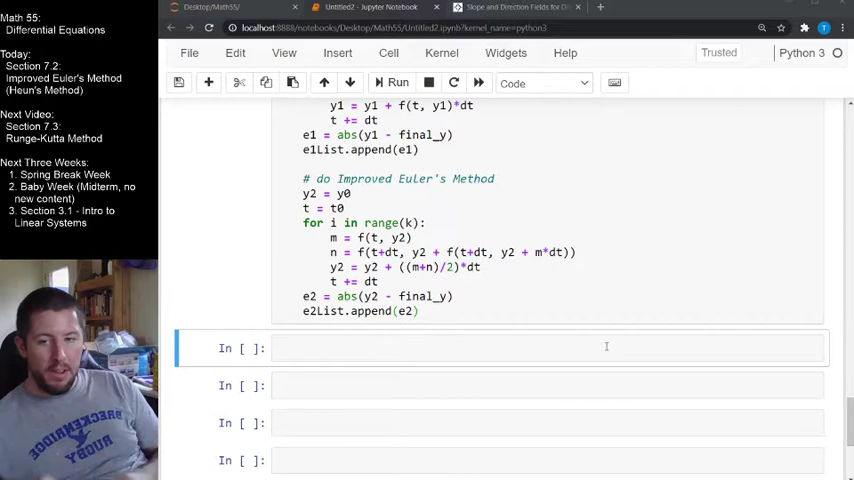 Math 55:
Differential Equations
Today:
Section 7.2:
Improved Euler's Method
(Heun's Method)
Next Video:
Section 7.3:
Runge-Kutta Method
Next Three Weeks:
1. Spring Break Week
2. Baby Week (Midterm, no
new content)
3. Section 3.1 - Intro to
Linear Systems
BRECKENRIDGE
RUGBY
Desktop/Math55/
Untitled2 - Jupyter Notebook
Slope and Direction Fields for Di
localhost:8888/notebooks/Desktop/Math55/Untitled2.ipynb?kernel_name=python3
T
File Edit View Insert Cell Kernel Widgets Help
Trusted
Python 3
Run
Code
y1 = y1 + f(t, y1)*dt
t += dt
e1 = abs(y1 - final_y)
e1List.append(e1)
# do Improved Euler's Method
y2 = y0
t = t0
for i in range(k):
m = f(t, y2)
n = f(t+dt, y2 + f(t+dt, y2 + m*dt))
y2 = y2 + ((m+n)/2)*dt
t += dt
e2 = abs(y2 - final_y)
e2List.append(e2)
In [ ]:
In [ ]:
In [ ]:
In [ ]: